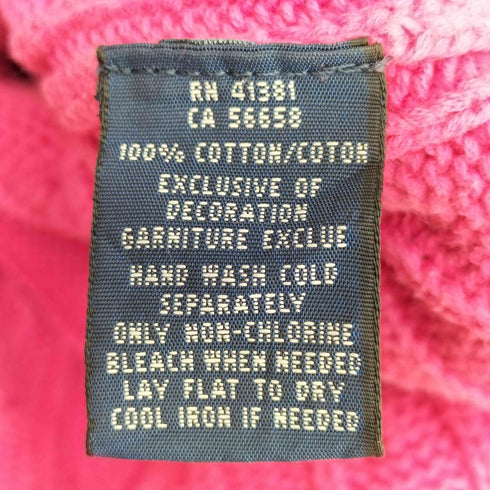 RN 41381
CA 56658
100% COTTON/COTON
EXCLUSIVE OF
DECORATION
GARNITURE EXCLUE
HAND WASH COLD
SEPARATELY
ONLY NON-CHLORINE
BLEACH WHEN NEEDED
LAY FLAT TO DRY
COOL IRON IF NEEDED